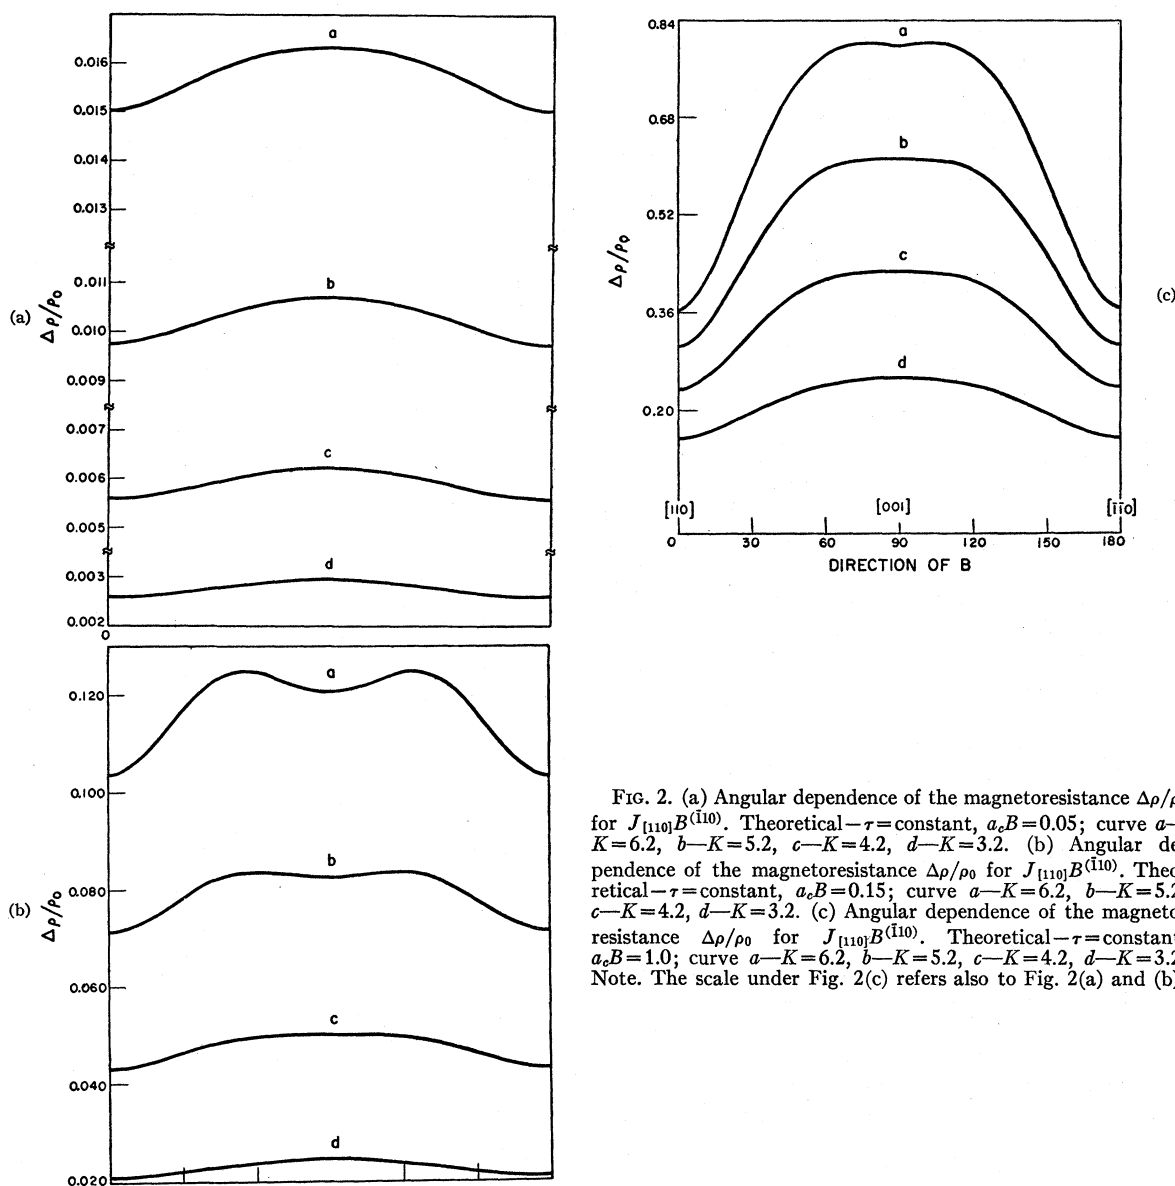 a
0.016
0.015
0.014
0.013
b
0.011
0.010
0.009
c
0.007
0.006
0.005
d
0.003
0.002
0
(a)
Δρ/ρ₀
a
0.120
0.100
b
0.080
0.060
c
0.040
d
0.020
(b)
Δρ/ρ₀
0.84
a
0.68
b
0.52
c
0.36
d
0.20
Δρ/ρ₀
(c)
[110] [001] [1̄1̄0]
0 30 60 90 120 150 180
DIRECTION OF B
FIG. 2. (a) Angular dependence of the magnetoresistance Δρ/ρ
for J[110]B(1̄10). Theoretical—τ=constant, acB=0.05; curve a—
K=6.2, b—K=5.2, c—K=4.2, d—K=3.2. (b) Angular de
pendence of the magnetoresistance Δρ/ρ₀ for J[110]B(1̄10). Theo
retical—τ=constant, acB=0.15; curve a—K=6.2, b—K=5.2
c—K=4.2, d—K=3.2. (c) Angular dependence of the magneto
resistance Δρ/ρ₀ for J[110]B(1̄10). Theoretical—τ=constant
acB=1.0; curve a—K=6.2, b—K=5.2, c—K=4.2, d—K=3.2
Note. The scale under Fig. 2(c) refers also to Fig. 2(a) and (b)